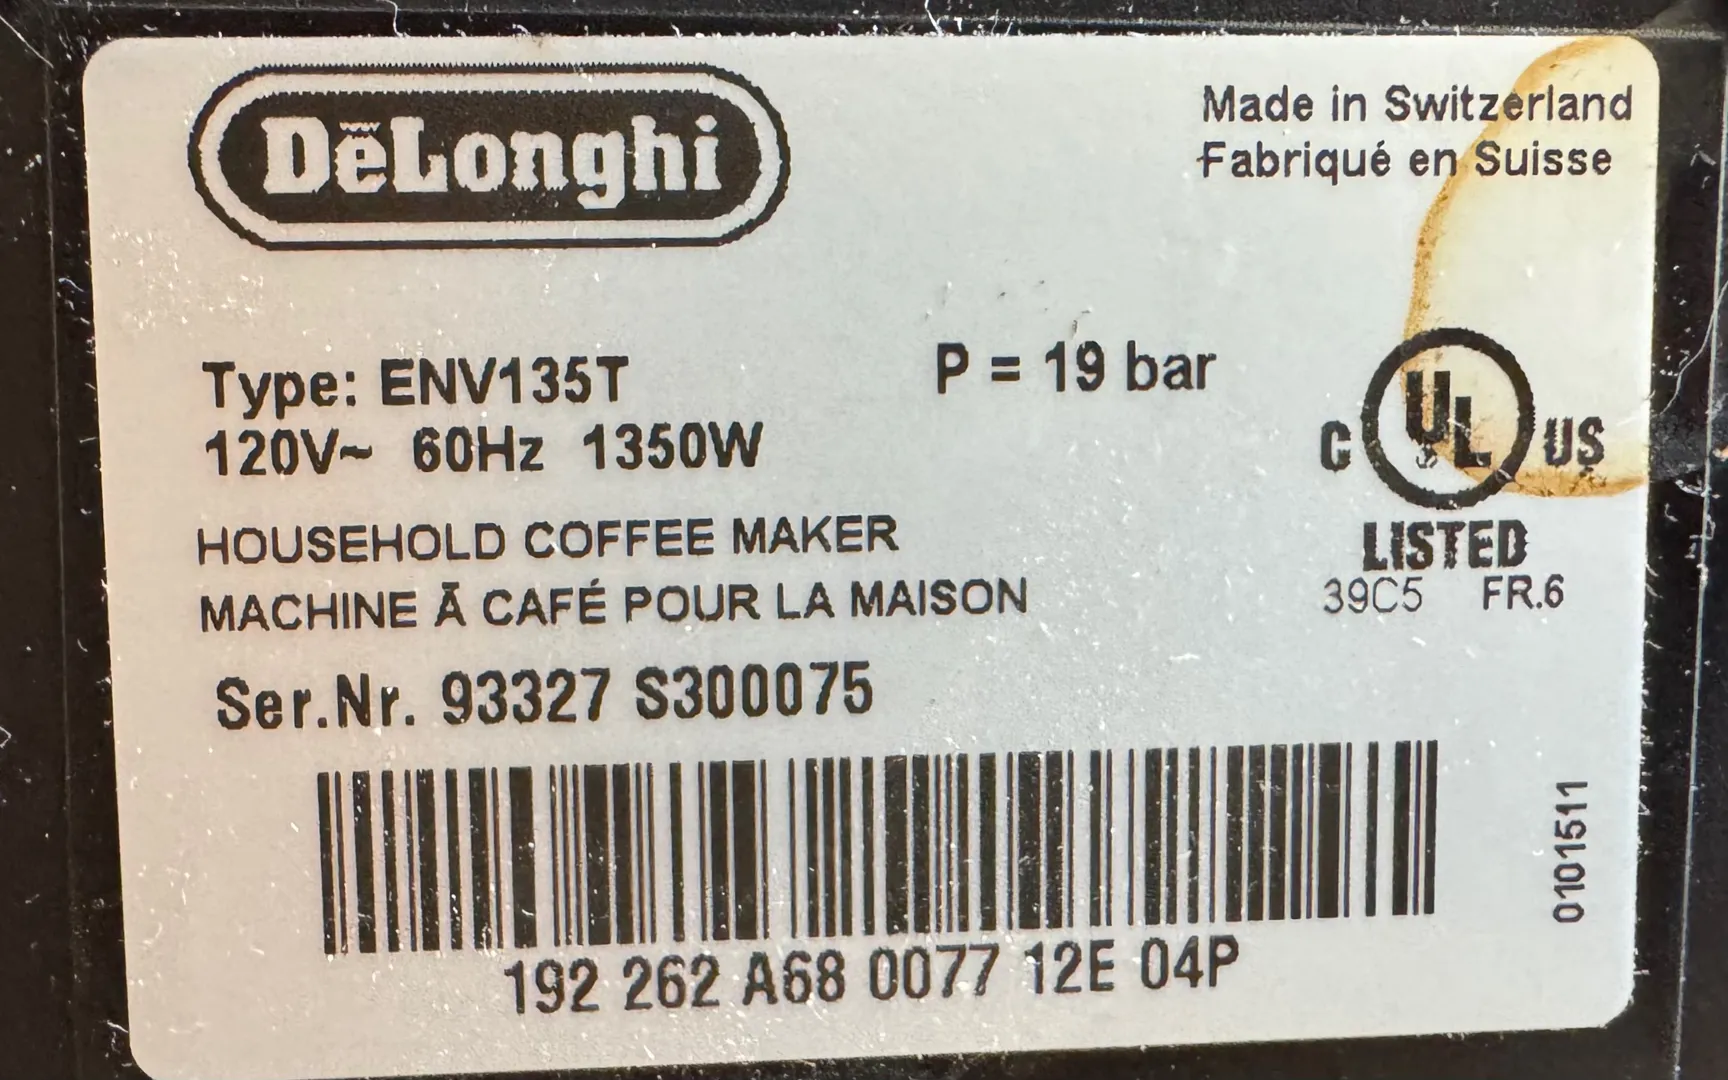 DēLonghi
Made in Switzerland
Fabriqué en Suisse
Type: ENV135T
P = 19 bar
120V~ 60Hz 1350W
C UL US
LISTED
39C5 FR.6
HOUSEHOLD COFFEE MAKER
MACHINE Ā CAFÉ POUR LA MAISON
Ser.Nr. 93327 S300075
0101511
192 262 A68 0077 12E 04P